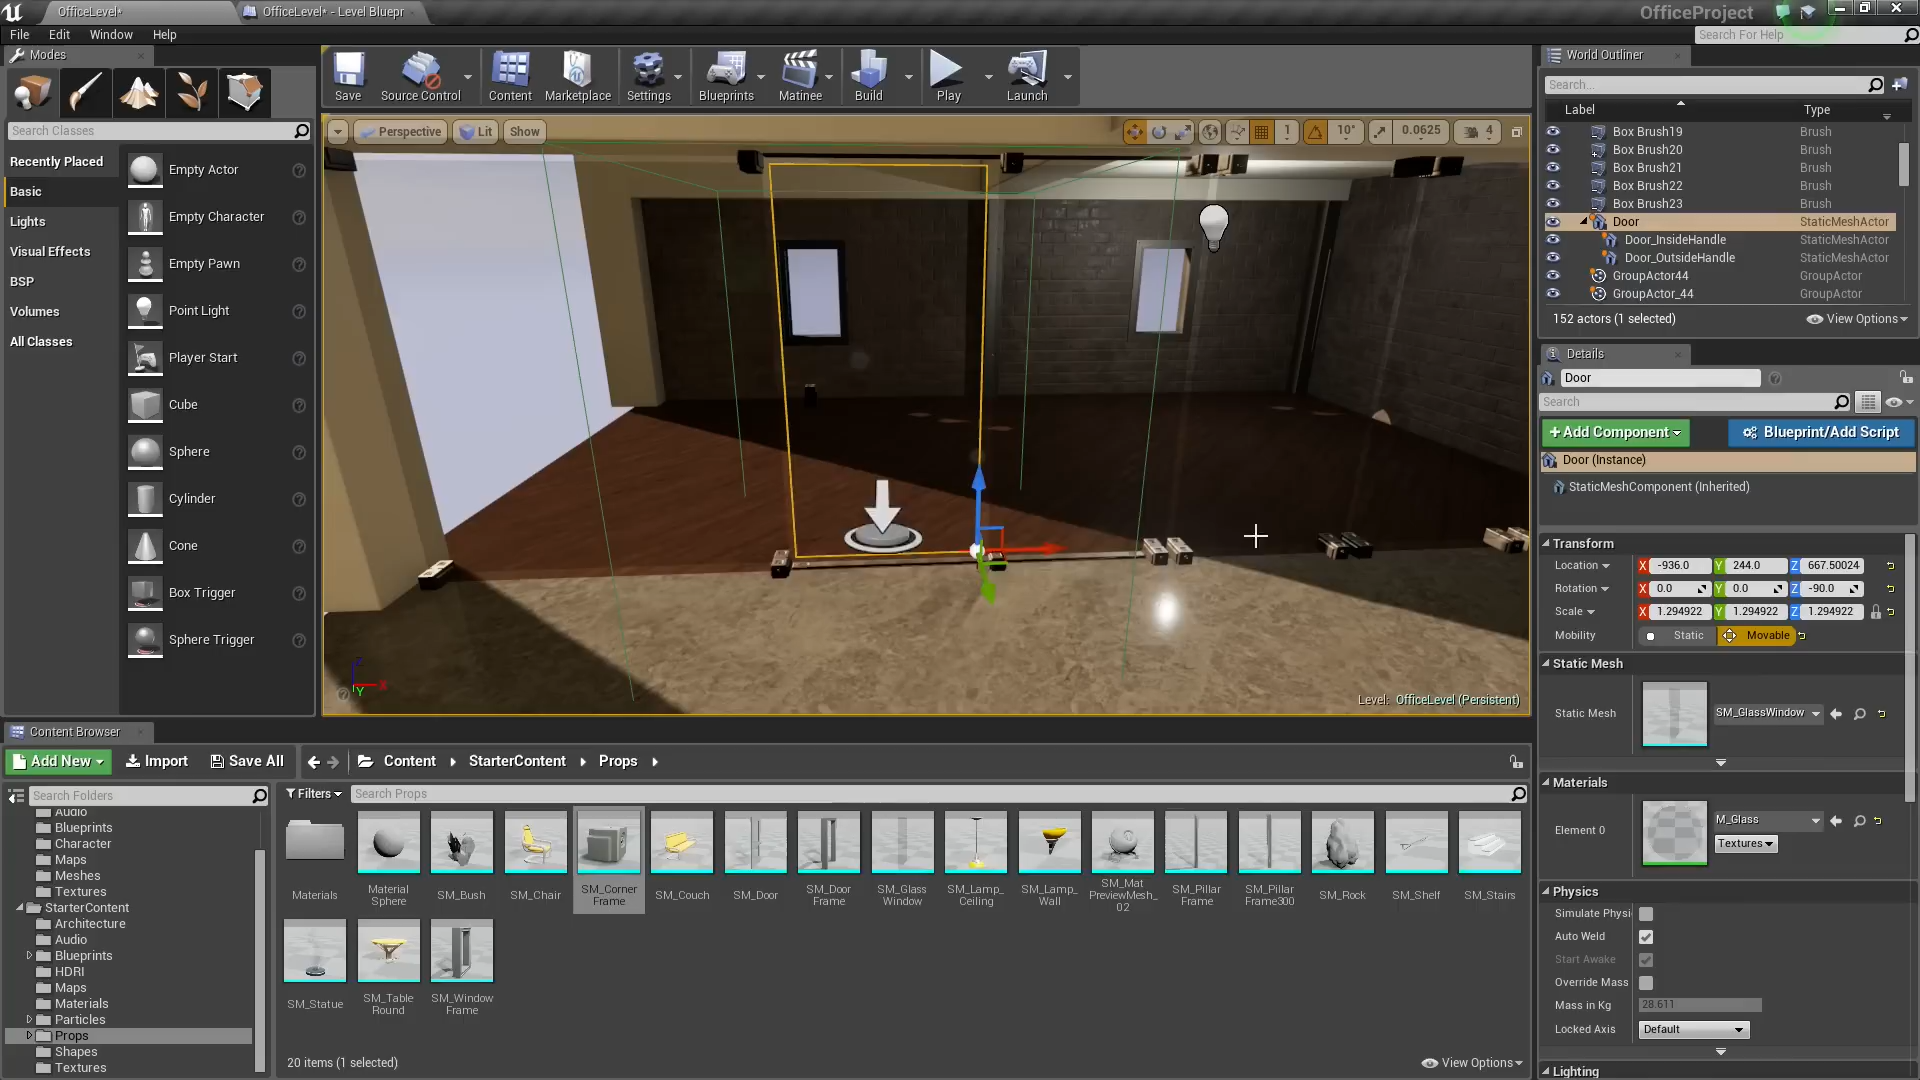 OfficeLevel*
OfficeLevel* - Level Bluepr
OfficeProject
File Edit Window Help
Search For Help
Modes
Search Classes
Recently Placed
Basic
Lights
Visual Effects
BSP
Volumes
All Classes
Empty Actor
Empty Character
Empty Pawn
Point Light
Player Start
Cube
Sphere
Cylinder
Cone
Box Trigger
Sphere Trigger
Save
Source Control
Content
Marketplace
Settings
Blueprints
Matinee
Build
Play
Launch
Perspective
Lit
Show
1
10°
0.0625
4
X
Y
Z
X
Level: OfficeLevel (Persistent)
World Outliner
Search...
Label Type
Box Brush19 Brush
Box Brush20 Brush
Box Brush21 Brush
Box Brush22 Brush
Box Brush23 Brush
Door StaticMeshActor
Door_InsideHandle StaticMeshActor
Door_OutsideHandle StaticMeshActor
GroupActor44 GroupActor
GroupActor_44 GroupActor
152 actors (1 selected)
View Options
Details
Door
Search
+Add Component
Blueprint/Add Script
Door (Instance)
StaticMeshComponent (Inherited)
Transform
Location X -936.0 Y 244.0 Z 667.50024
Rotation X 0.0 Y 0.0 Z -90.0
Scale X 1.294922 Y 1.294922 Z 1.294922
Mobility Static Movable
Static Mesh
Static Mesh SM_GlassWindow
Materials
Element 0 M_Glass
Textures
Physics
Simulate Physi
Auto Weld
Start Awake
Override Mass
Mass in Kg 28.611
Locked Axis Default
Lighting
Content Browser
Add New Import Save All
Content StarterContent Props
Search Folders
Audio
Blueprints
Character
Maps
Meshes
Textures
StarterContent
Architecture
Audio
Blueprints
HDRI
Maps
Materials
Particles
Props
Shapes
Textures
Filters
Search Props
Materials
Material
Sphere
SM_Bush
SM_Chair
SM_Corner
Frame
SM_Couch
SM_Door
SM_Door
Frame
SM_Glass
Window
SM_Lamp_
Ceiling
SM_Lamp_
Wall
SM_Mat
PreviewMesh_
02
SM_Pillar
Frame
SM_Pillar
Frame300
SM_Rock
SM_Shelf
SM_Stairs
SM_Statue
SM_Table
Round
SM_Window
Frame
20 items (1 selected)
View Options